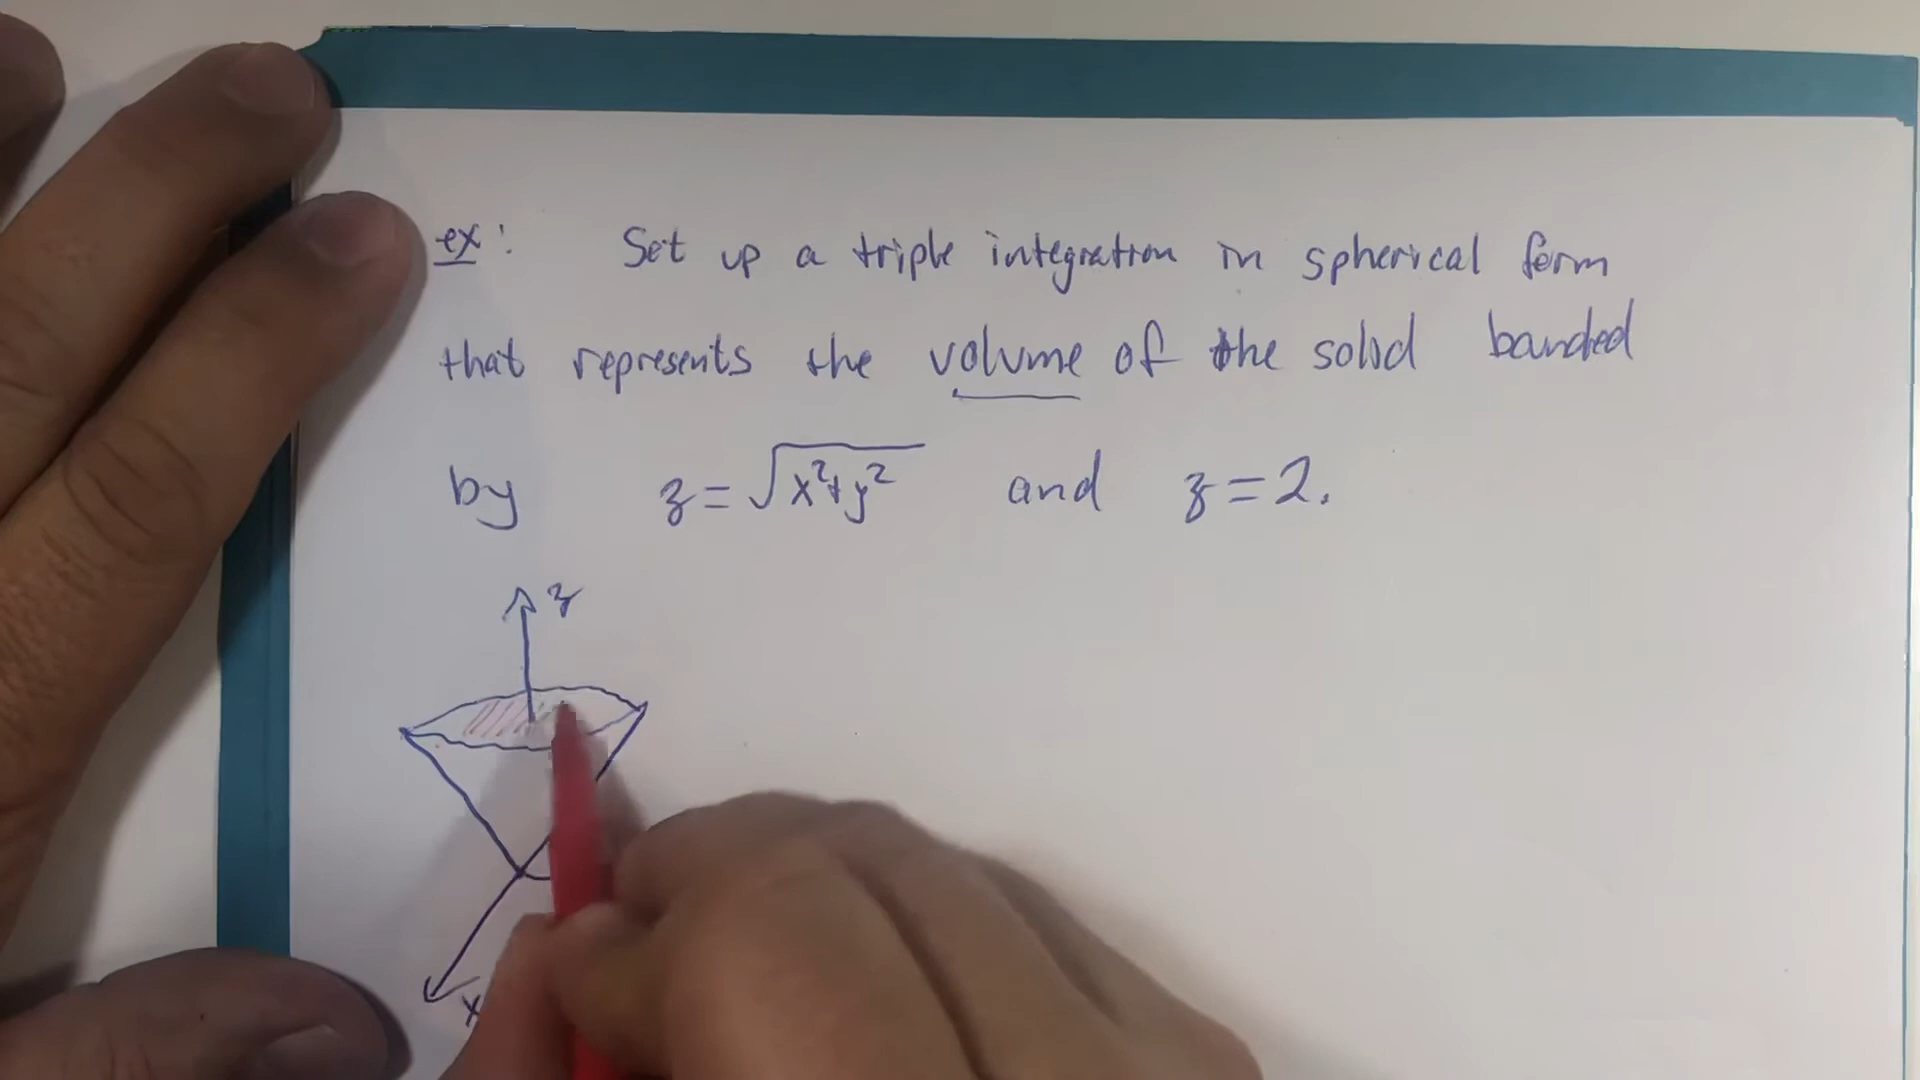 ex: Set up a triple integration in spherical form
that represents the volume of the solid bounded
by z = √x²+y² and z = 2.
z
x